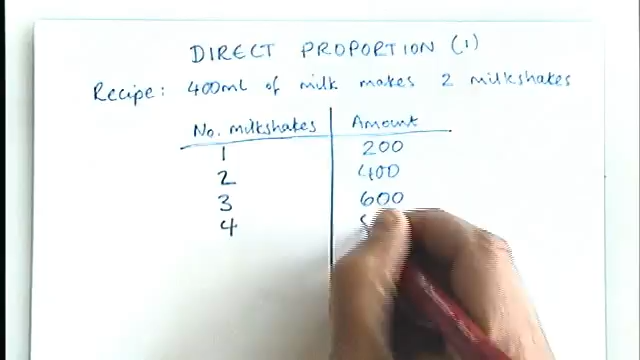 DIRECT PROPORTION (1)
Recipe: 400ml of milk makes 2 milkshakes
No. milkshakes Amount
1 200
2 400
3 600
4